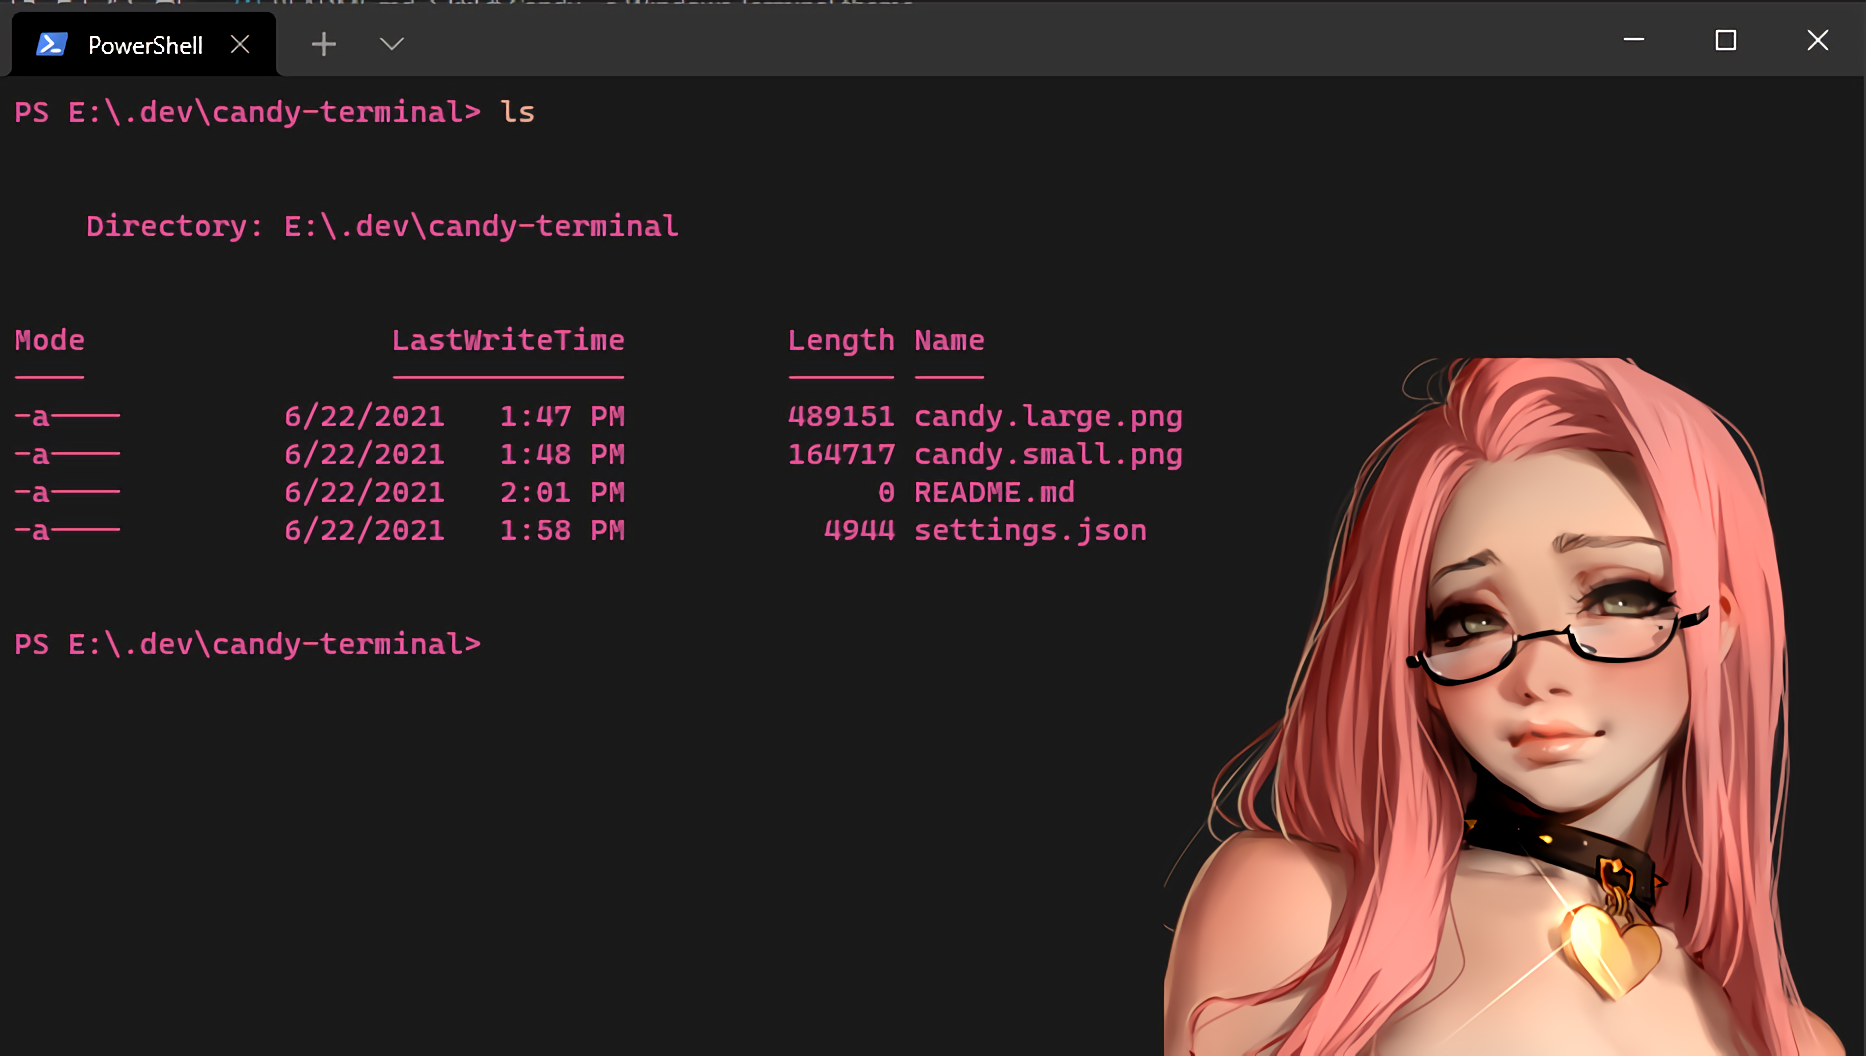 PowerShell
PS E:\.dev\candy-terminal> ls
Directory: E:\.dev\candy-terminal
Mode LastWriteTime Length Name
---- ------------- ------ ----
-a---- 6/22/2021 1:47 PM 489151 candy.large.png
-a---- 6/22/2021 1:48 PM 164717 candy.small.png
-a---- 6/22/2021 2:01 PM 0 README.md
-a---- 6/22/2021 1:58 PM 4944 settings.json
PS E:\.dev\candy-terminal>